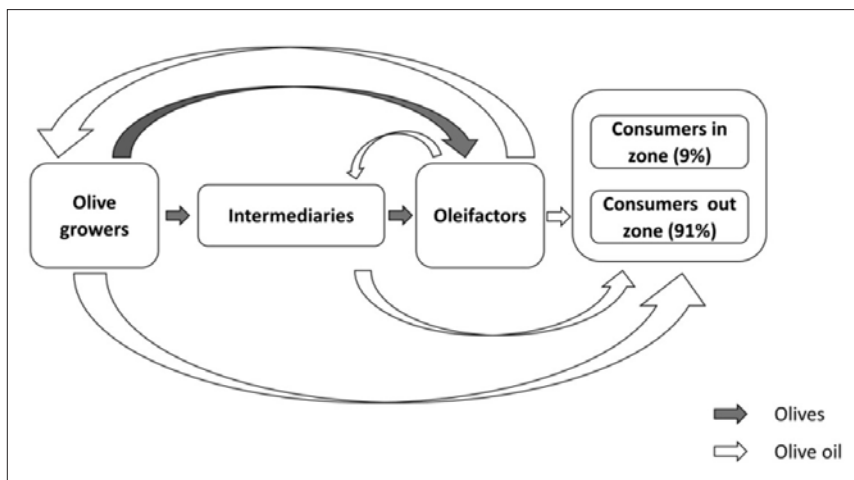 Olive
growers
Intermediaries
Oleifactors
Consumers in
zone (9%)
Consumers out
zone (91%)
Olives
Olive oil